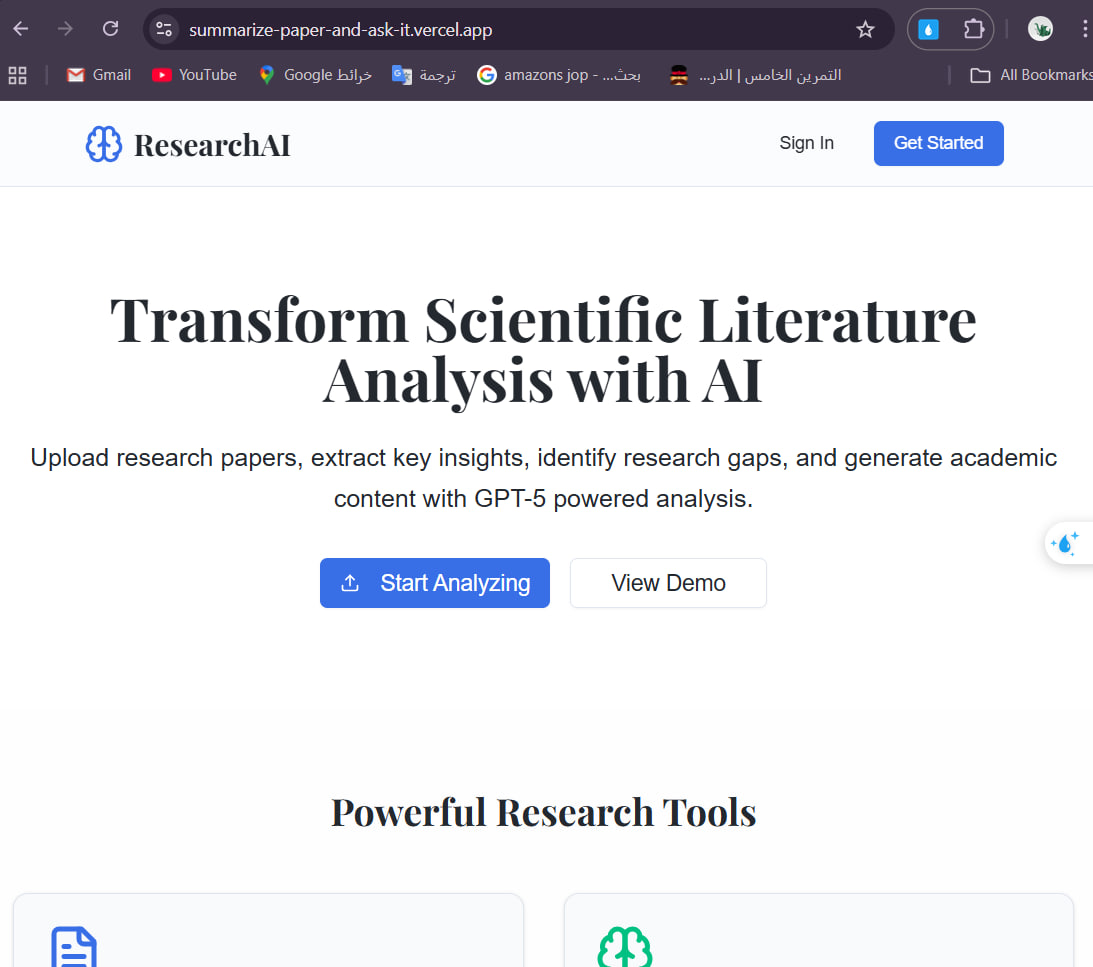 summarize-paper-and-ask-it.vercel.app
Gmail
YouTube
خرائط Google
ترجمة
amazons jop - ...بحث
التمرين الخامس | الدر...
All Bookmarks
ResearchAI
Sign In
Get Started
Transform Scientific Literature
Analysis with AI
Upload research papers, extract key insights, identify research gaps, and generate academic
content with GPT-5 powered analysis.
Start Analyzing
View Demo
Powerful Research Tools